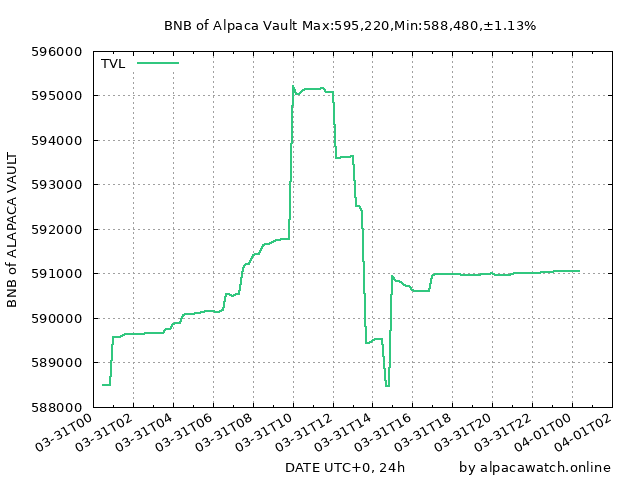 BNB of Alpaca Vault Max:595,220,Min:588,480,±1.13%
596000
595000
594000
593000
592000
591000
590000
589000
588000
BNB of ALAPACA VAULT
TVL
03-31T00
03-31T02
03-31T04
03-31T06
03-31T08
03-31T10
03-31T12
03-31T14
03-31T16
03-31T18
03-31T20
03-31T22
04-01T00
04-01T02
DATE UTC+0, 24h
by alpacawatch.online